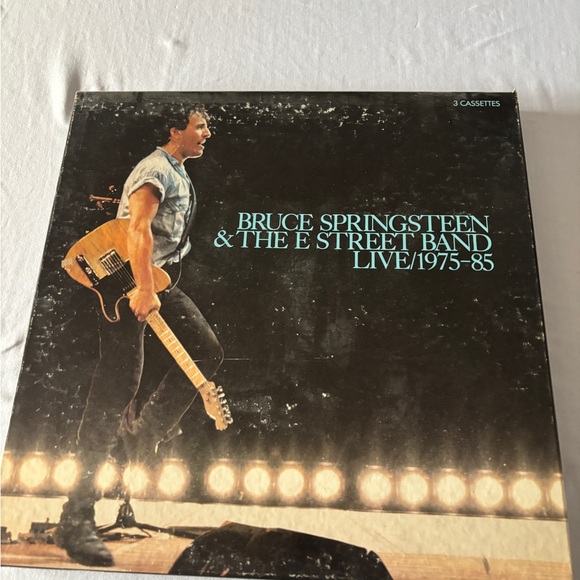 3 CASSETTES
BRUCE SPRINGSTEEN
& THE E STREET BAND
LIVE/1975-85